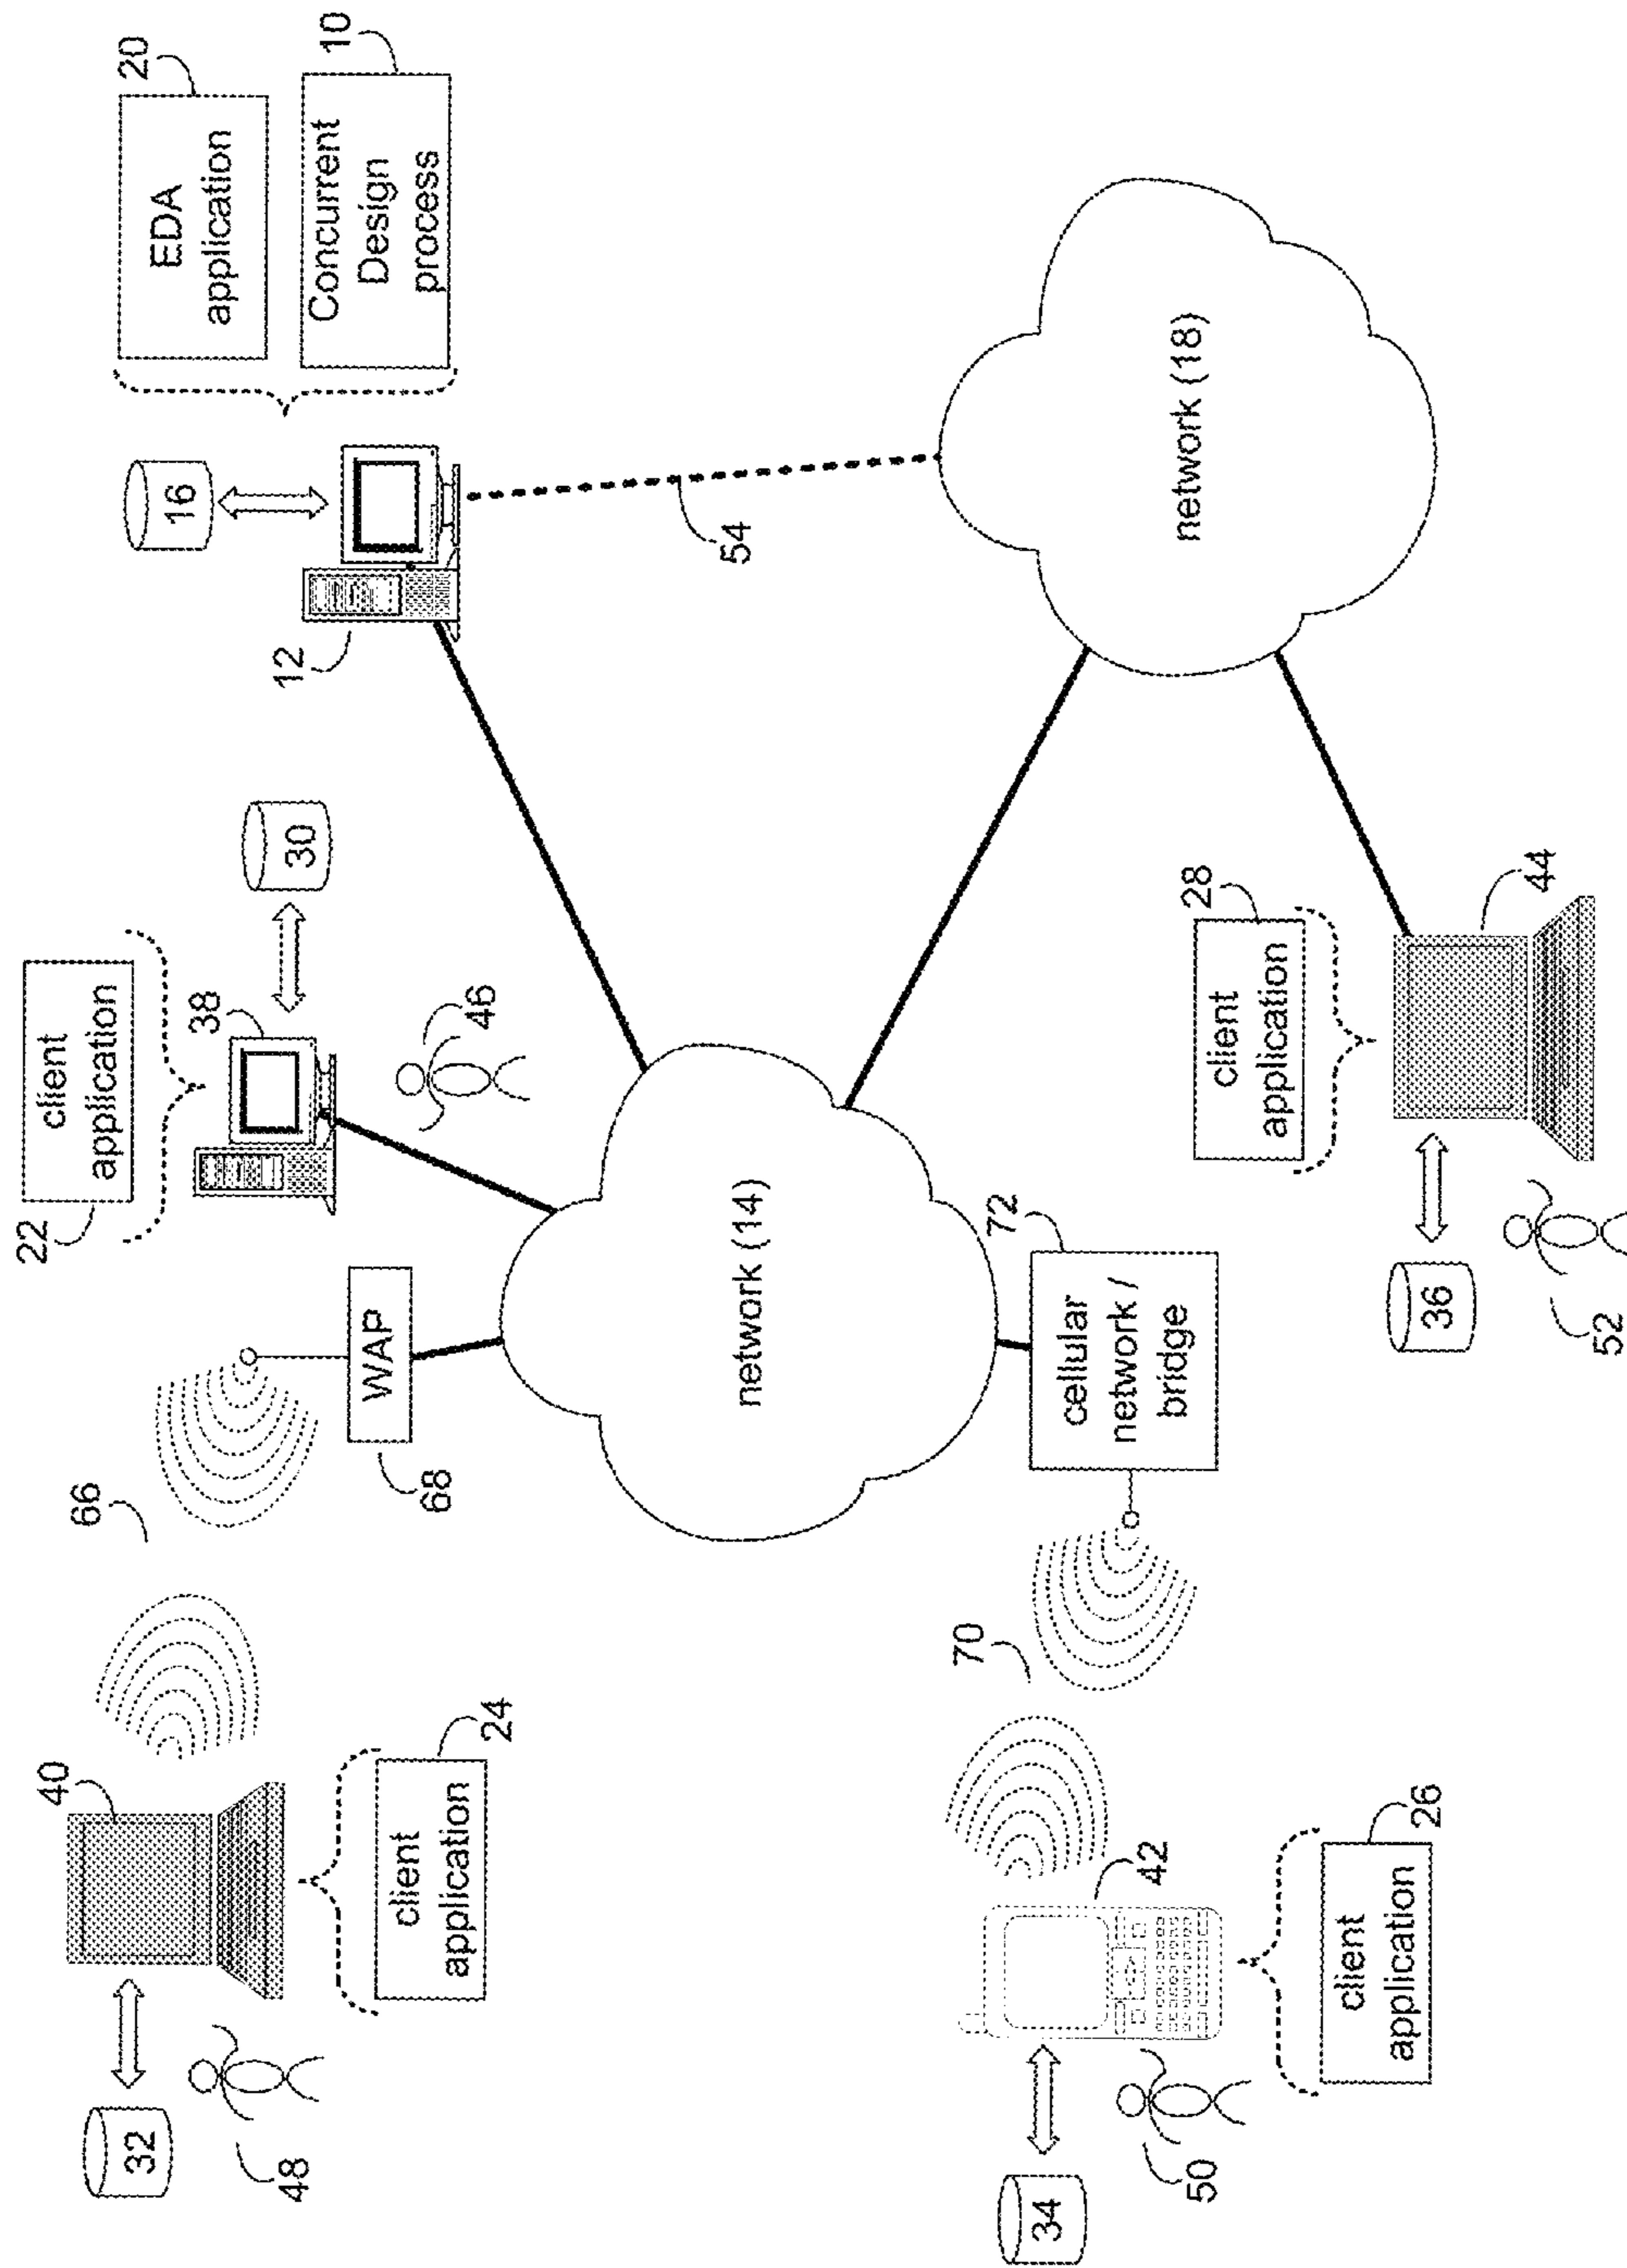 20
EDA
application
10
Concurrent
Design
process
16
12
client
application
22
38
30
46
66
WAP
68
40
32
48
client
application
24
54
network (14)
network (18)
70
72
cellular
network /
bridge
42
34
50
client
application
26
28
client
application
44
36
52